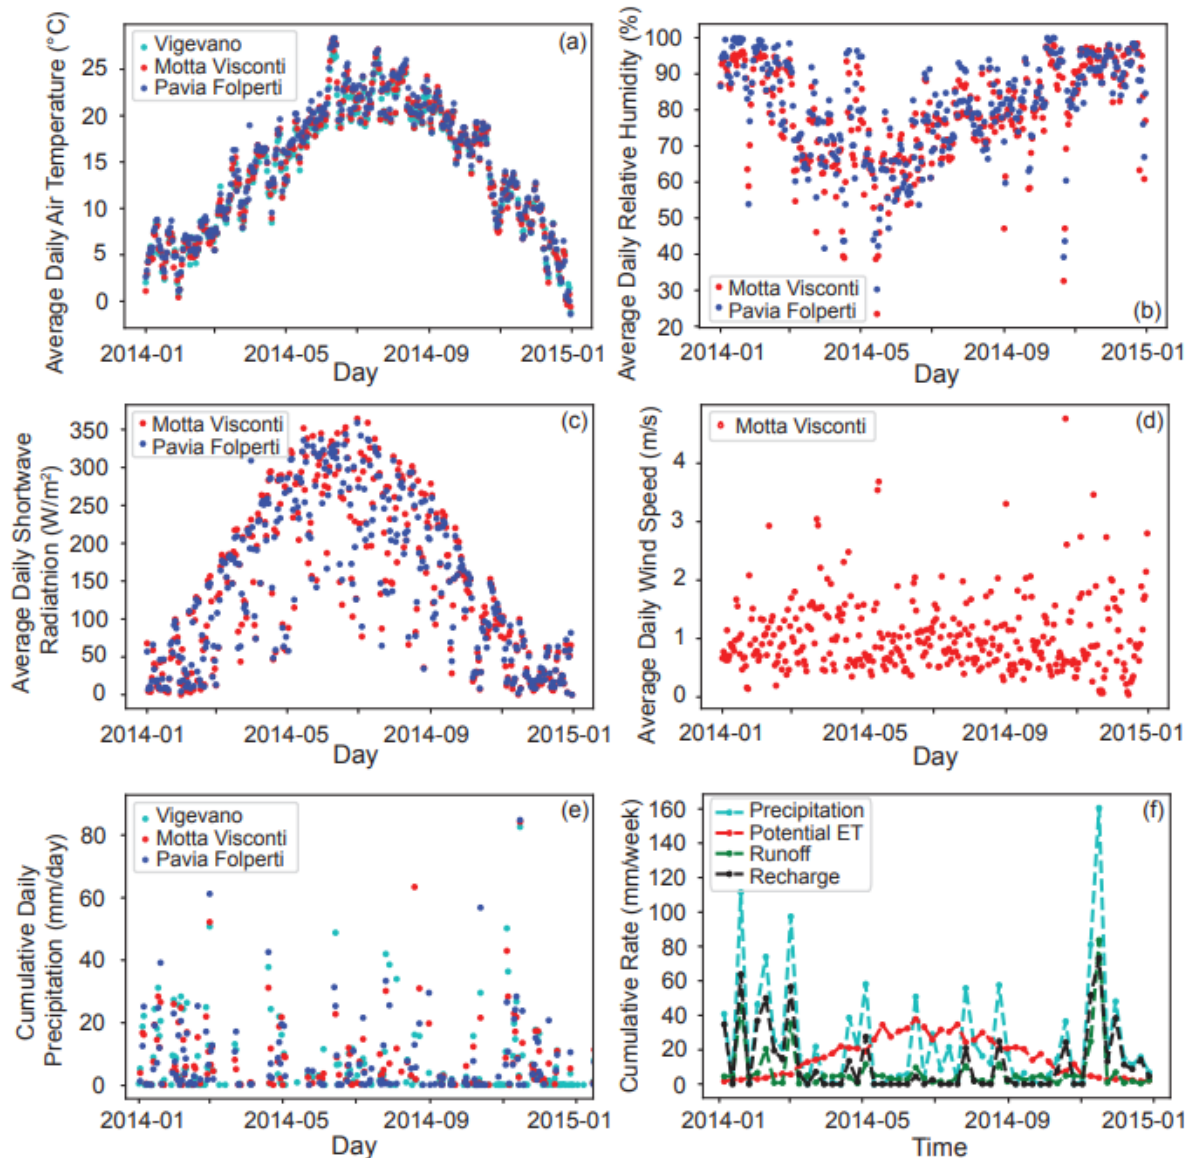 Average Daily Air Temperature (°C)
25
20
15
10
5
0
Vigevano
Motta Visconti
Pavia Folperti
(a)
2014-01 2014-05 2014-09 2015-01
Day
Average Daily Relative Humidity (%)
100
90
80
70
60
50
40
30
20
Motta Visconti
Pavia Folperti
(b)
2014-01 2014-05 2014-09 2015-01
Day
Average Daily Shortwave
Radiatnion (W/m²)
350
300
250
200
150
100
50
0
Motta Visconti
Pavia Folperti
(c)
2014-01 2014-05 2014-09 2015-01
Day
Average Daily Wind Speed (m/s)
4
3
2
1
0
Motta Visconti
(d)
2014-01 2014-05 2014-09 2015-01
Day
Cumulative Daily
Precipitation (mm/day)
80
60
40
20
0
Vigevano
Motta Visconti
Pavia Folperti
(e)
2014-01 2014-05 2014-09 2015-01
Day
Cumulative Rate (mm/week)
160
140
120
100
80
60
40
20
0
Precipitation
Potential ET
Runoff
Recharge
(f)
2014-01 2014-05 2014-09 2015-01
Time